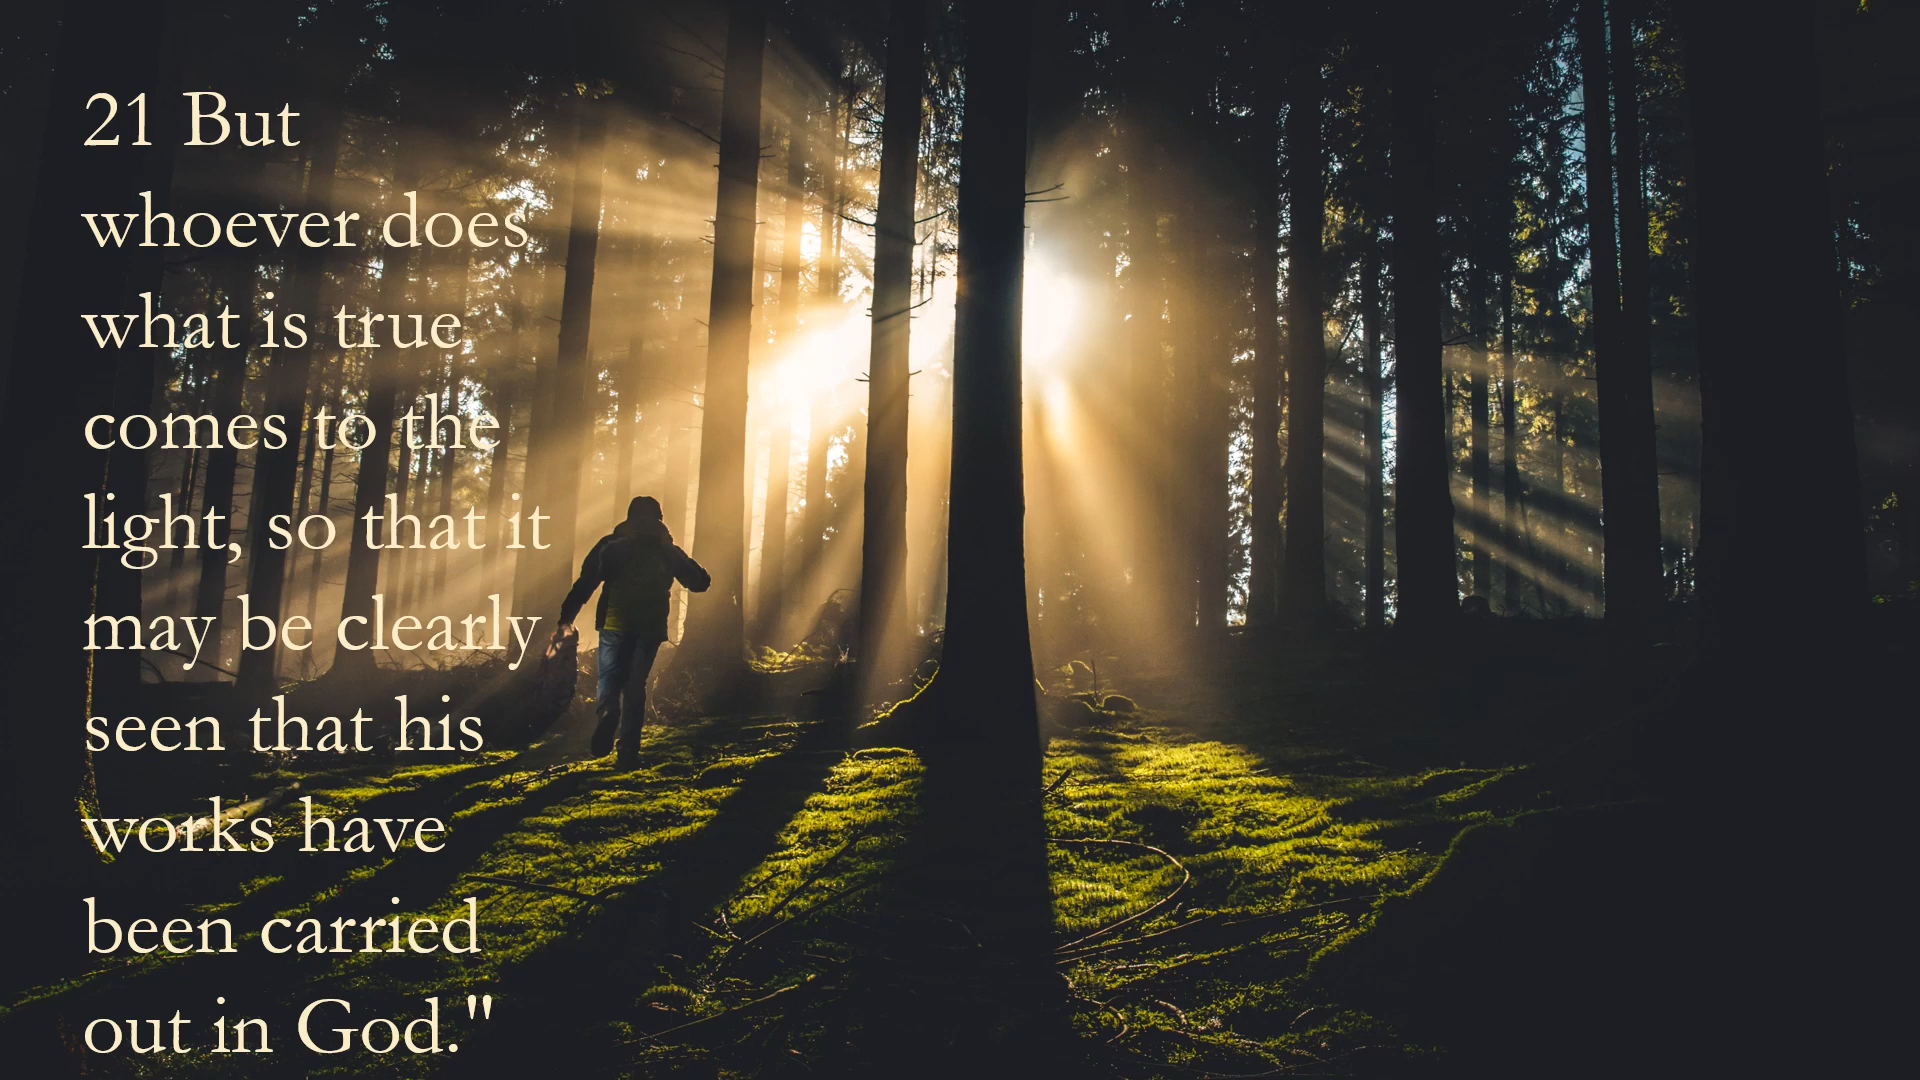 21 But
whoever does
what is true
comes to the
light, so that it
may be clearly
seen that his
works have
been carried
out in God."